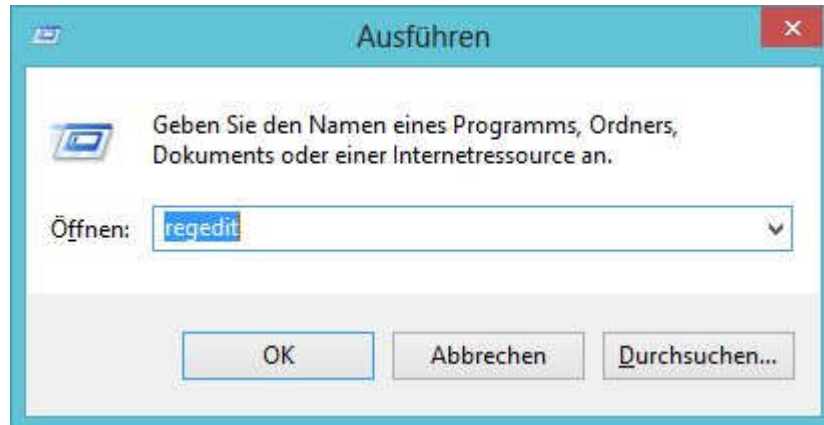 Ausführen
Geben Sie den Namen eines Programms, Ordners,
Dokuments oder einer Internetressource an.
Öffnen: regedit
OK Abbrechen Durchsuchen...